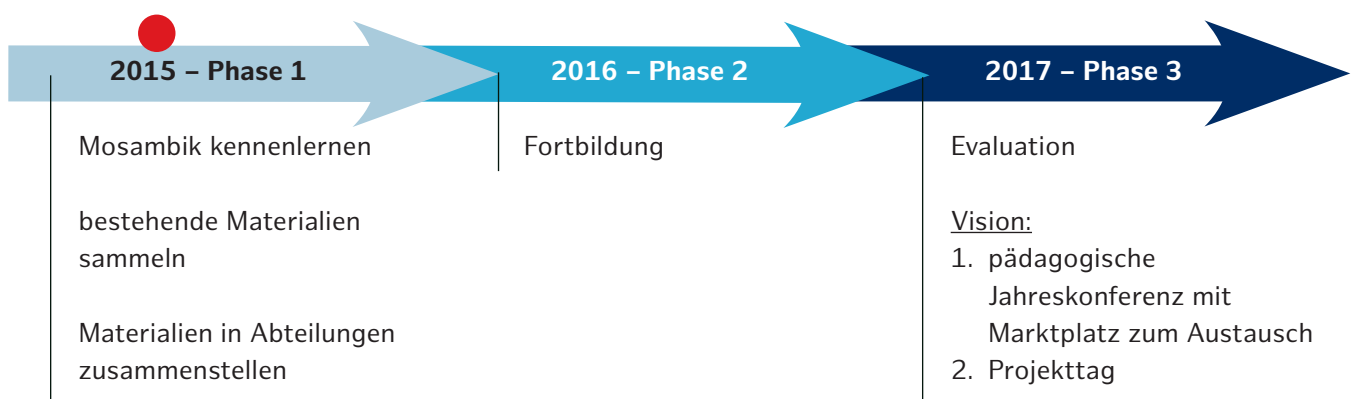 2015 – Phase 1
Mosambik kennenlernen
bestehende Materialien
sammeln
Materialien in Abteilungen
zusammenstellen
2016 – Phase 2
Fortbildung
2017 – Phase 3
Evaluation
Vision:
1. pädagogische
Jahreskonferenz mit
Marktplatz zum Austausch
2. Projekttag